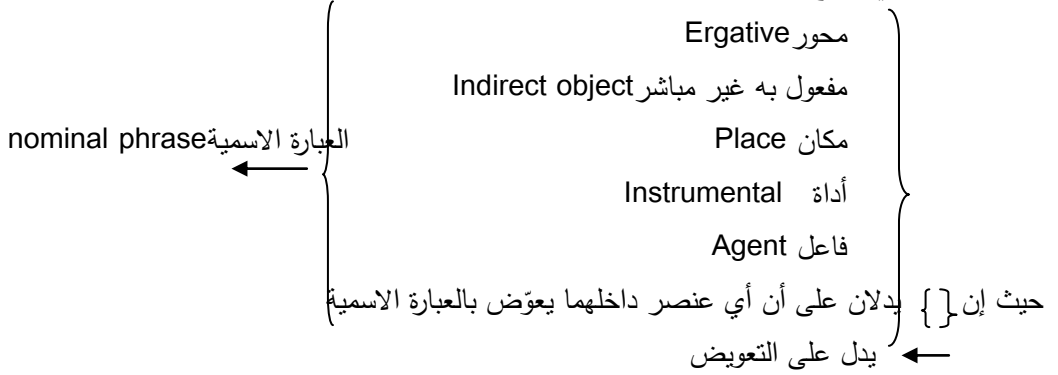 محور Ergative
مفعول به غير مباشر Indirect object
العبارة الاسمية nominal phrase
مكان Place
أداة Instrumental
فاعل Agent
حيث إن { } يدلان على أن أي عنصر داخلهما يعوّض بالعبارة الاسمية
← يدل على التعويض